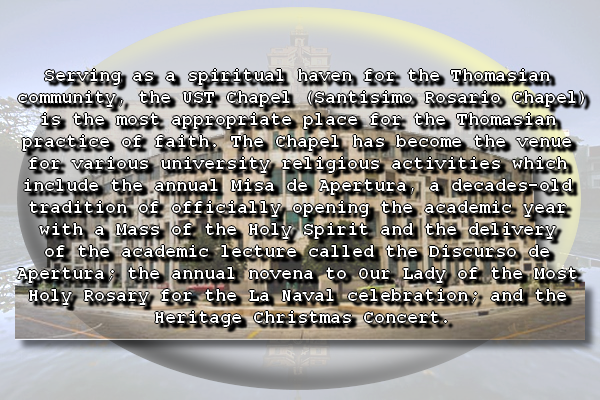 Serving as a spiritual haven for the Thomasian
community, the UST Chapel (Santisimo Rosario Chapel)
is the most appropriate place for the Thomasian
practice of faith. The Chapel has become the venue
for various university religious activities which
include the annual Misa de Apertura, a decades-old
tradition of officially opening the academic year
with a Mass of the Holy Spirit and the delivery
of the academic lecture called the Discurso de
Apertura; the annual novena to Our Lady of the Most
Holy Rosary for the La Naval celebration; and the
Heritage Christmas Concert.